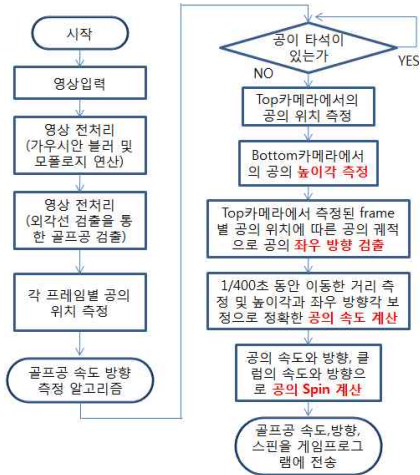 시작
영상입력
영상 전처리
(가우시안 블러 및
모폴로지 연산)
영상 전처리
(외각선 검출을 통
한 골프공 검출)
각 프레임별 공의
위치 측정
골프공 속도 방향
측정 알고리즘
공이 타석이
있는가
YES
NO
Top카메라에서의
공의 위치 측정
Bottom카메라에서
의 공의 높이각 측정
Top카메라에서 측정된 frame
별 공의 위치에 따른 공의 궤적
으로 공의 좌우 방향 검출
1/400초 동안 이동한 거리 측
정 및 높이각과 좌우 방향각 보
정으로 정확한 공의 속도 계산
공의 속도와 방향, 클
럽의 속도와 방향으
로 공의 Spin 계산
골프공 속도,방향,
스핀을 게임프로그
램에 전송